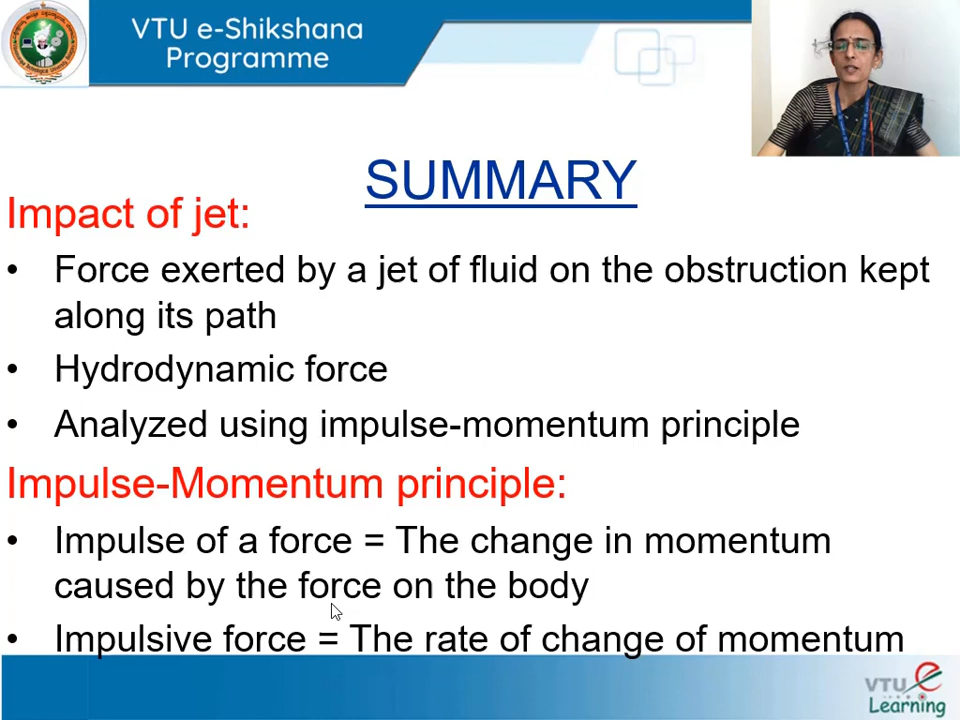 VTU e-Shikshana
Programme
SUMMARY
Impact of jet:
• Force exerted by a jet of fluid on the obstruction kept
along its path
• Hydrodynamic force
• Analyzed using impulse-momentum principle
Impulse-Momentum principle:
• Impulse of a force = The change in momentum
caused by the force on the body
• Impulsive force = The rate of change of momentum
VTU e
Learning